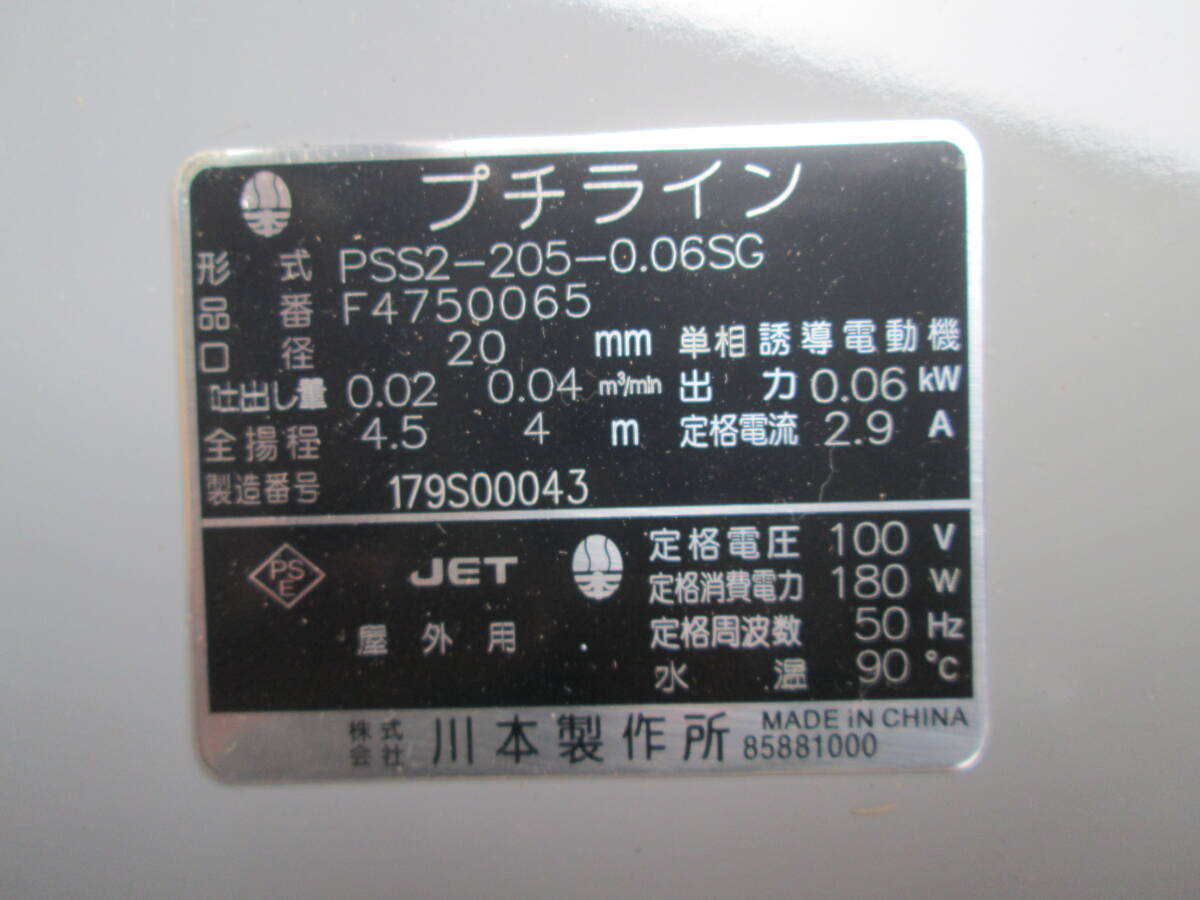 プチライン
形式 PSS2-205-0.06SG
品番 F4750065
口径 20 mm 単相誘導電動機
吐出し量 0.02 0.04 m³/min 出力 0.06 kW
全揚程 4.5 4 m 定格電流 2.9 A
製造番号 179S00043
PS E JET 定格電圧 100 V
定格消費電力 180 W
屋外用 定格周波数 50 Hz
水温 90 ℃
株式会社 川本製作所 MADE IN CHINA
85881000